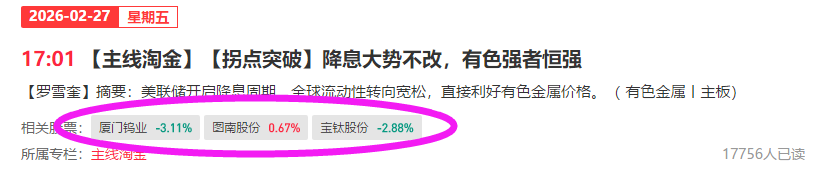 2026-02-27 星期五
17:01 【主线淘金】【拐点突破】降息大势不改，有色强者恒强
【罗雪奎】摘要：美联储开启降息周期，全球流动性转向宽松，直接利好有色金属价格。（有色金属丨主板）
相关股票： 厦门钨业 -3.11% 图南股份 0.67% 宝钛股份 -2.88%
所属专栏：主线淘金 17756人已读